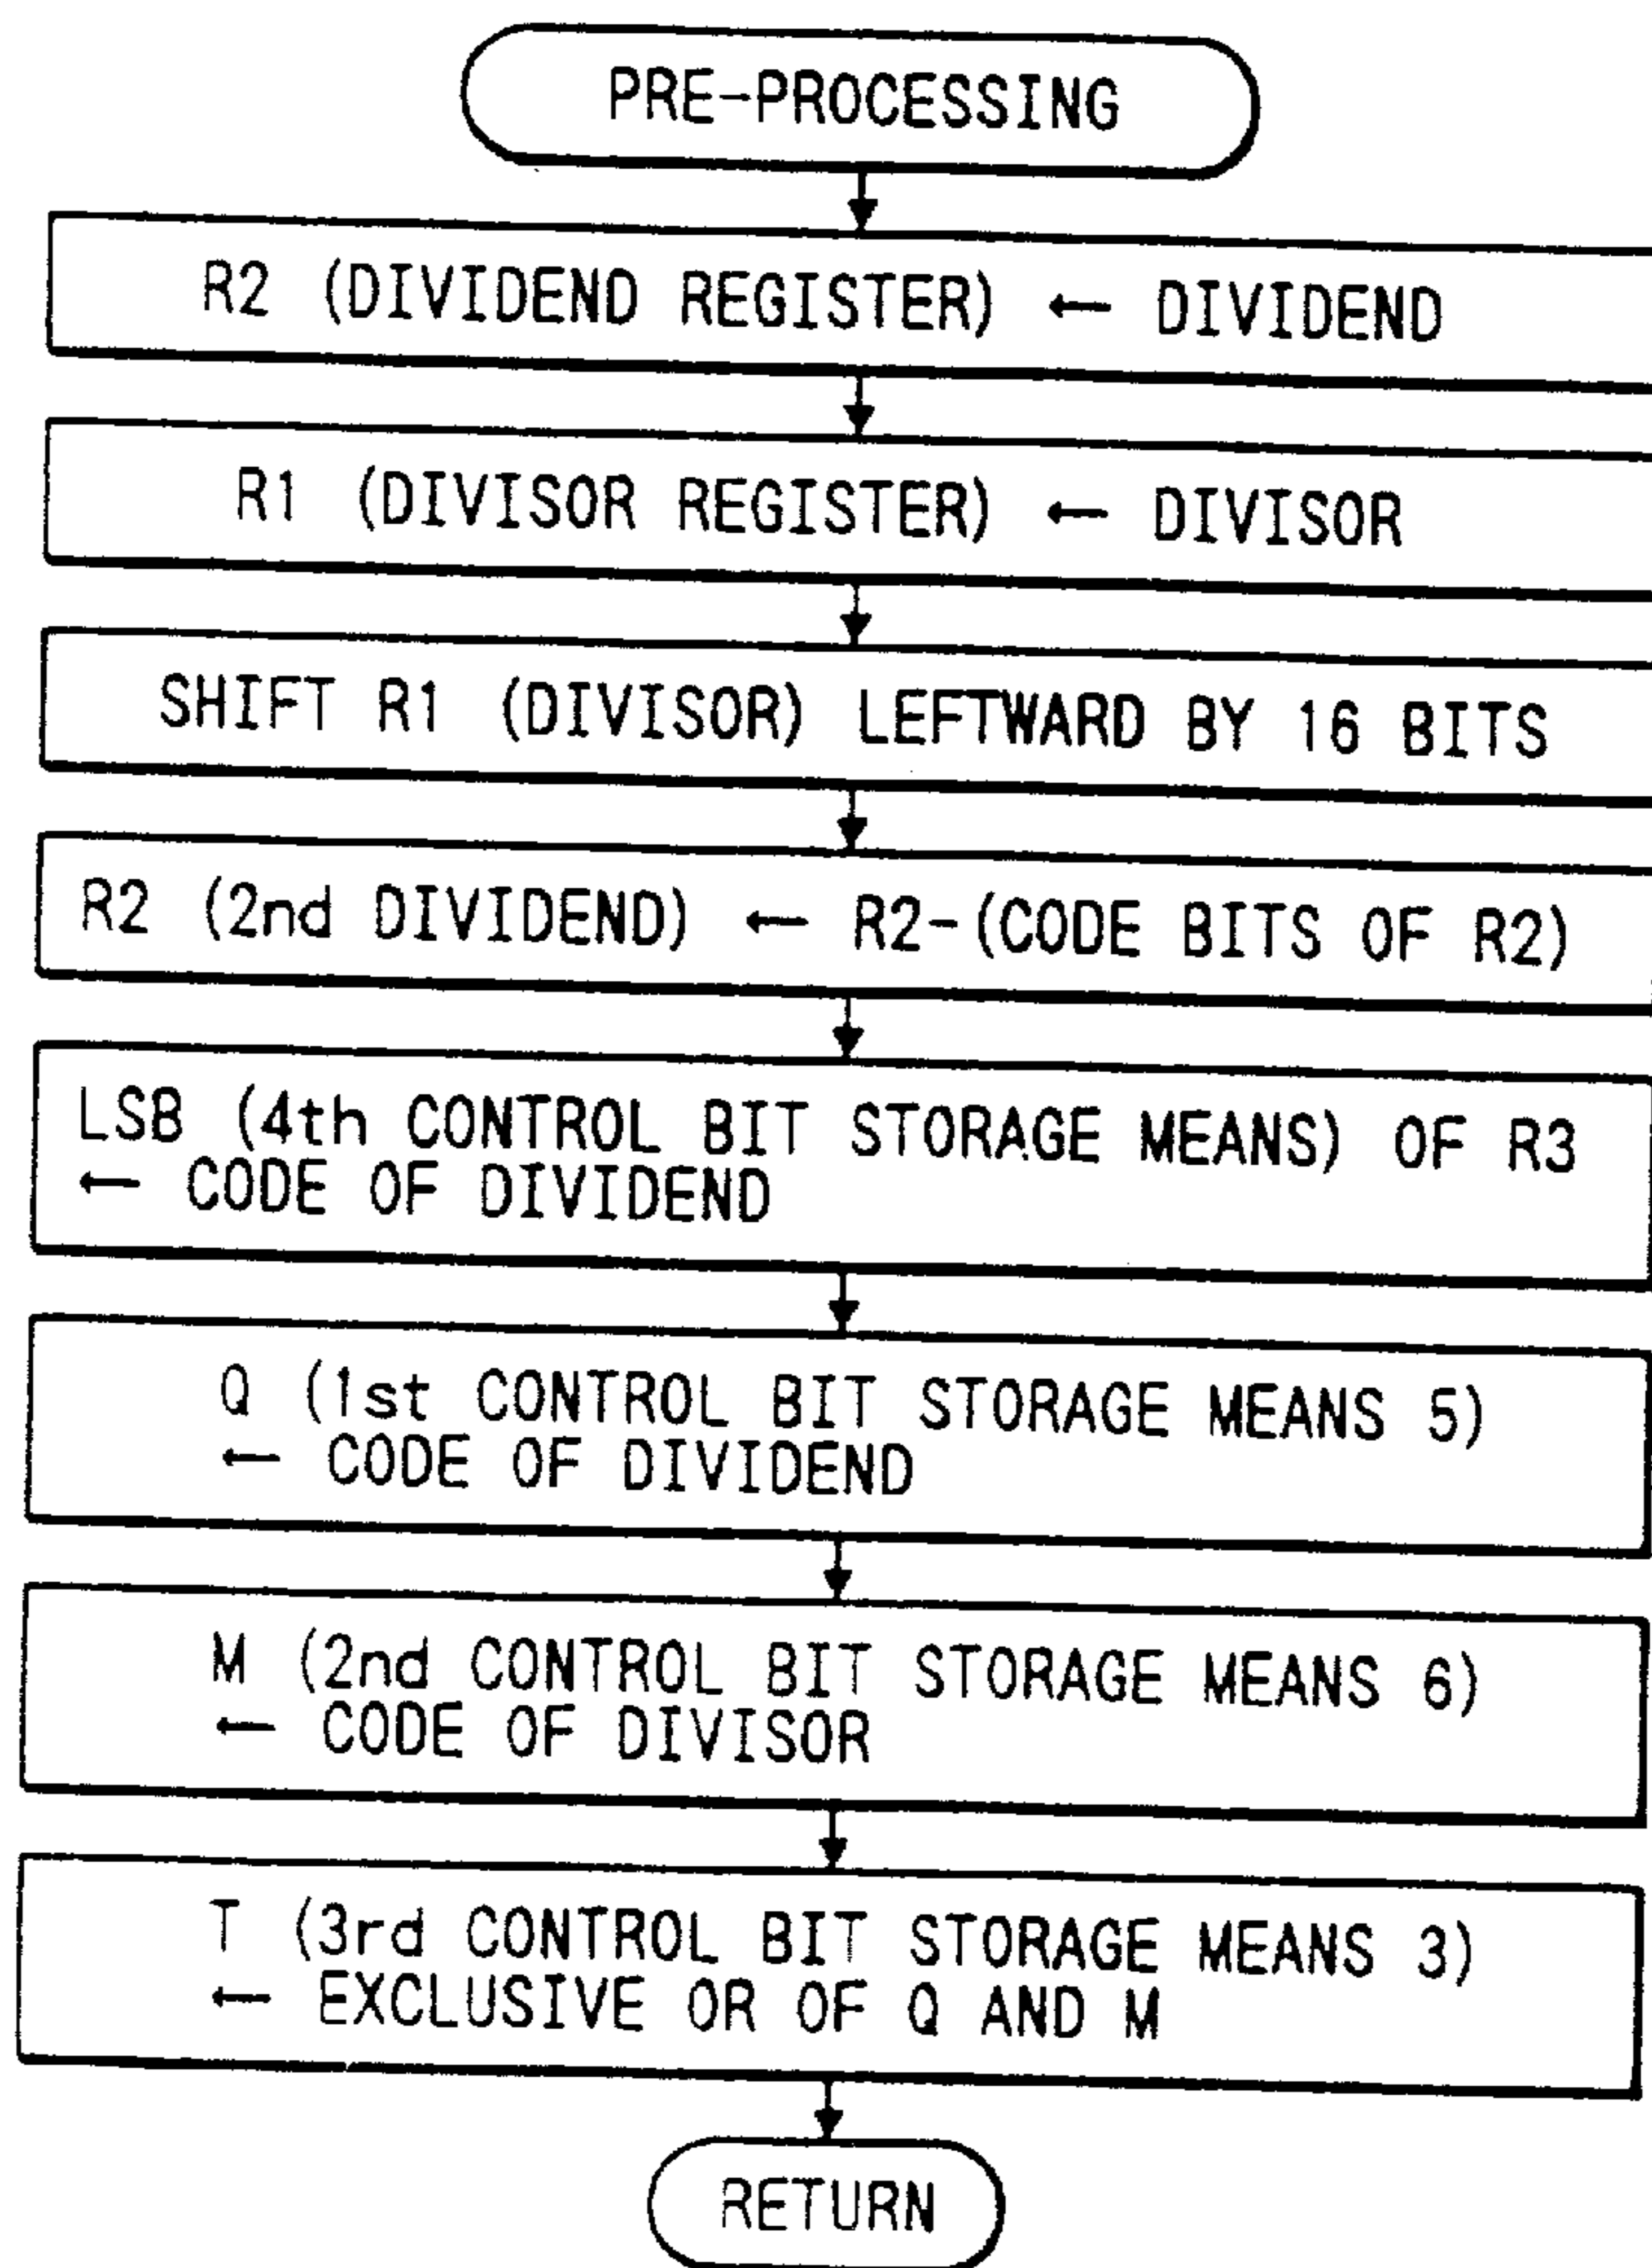 PRE-PROCESSING
R2 (DIVIDEND REGISTER) ← DIVIDEND
R1 (DIVISOR REGISTER) ← DIVISOR
SHIFT R1 (DIVISOR) LEFTWARD BY 16 BITS
R2 (2nd DIVIDEND) ← R2-(CODE BITS OF R2)
LSB (4th CONTROL BIT STORAGE MEANS) OF R3
← CODE OF DIVIDEND
Q (1st CONTROL BIT STORAGE MEANS 5)
← CODE OF DIVIDEND
M (2nd CONTROL BIT STORAGE MEANS 6)
← CODE OF DIVISOR
T (3rd CONTROL BIT STORAGE MEANS 3)
← EXCLUSIVE OR OF Q AND M
RETURN